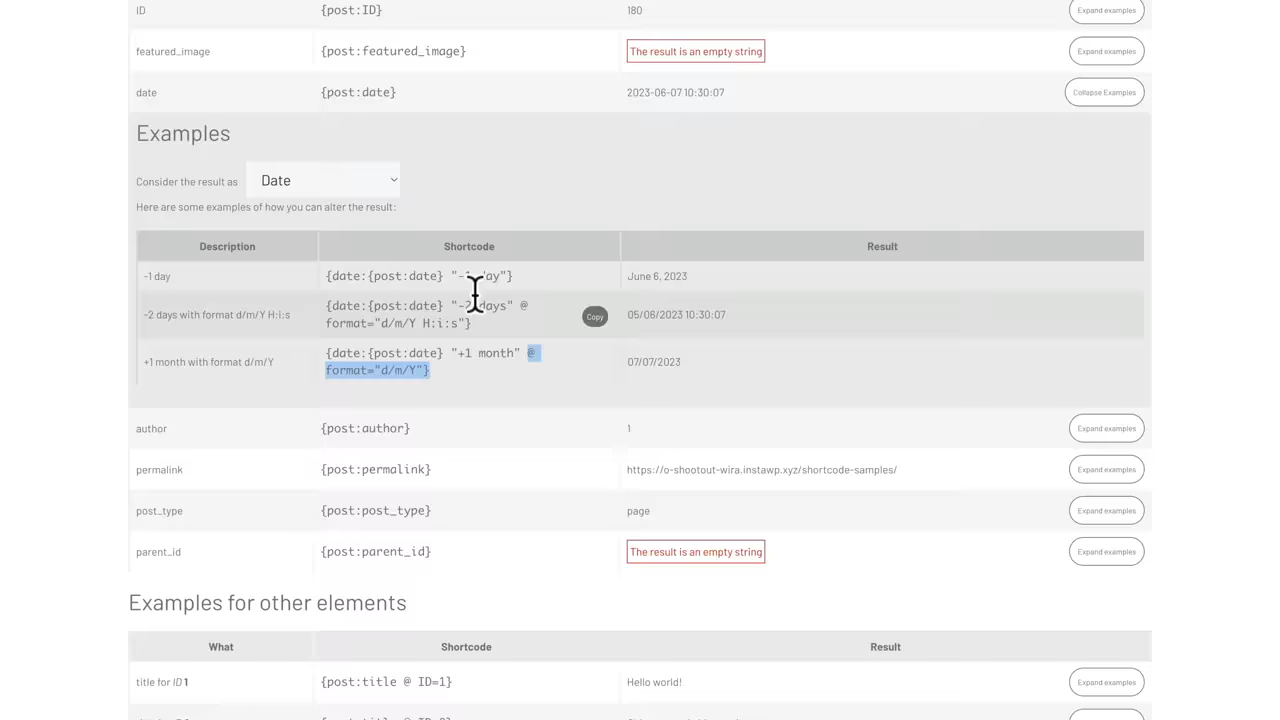 ID {post:ID} 180 Expand examples
featured_image {post:featured_image} The result is an empty string Expand examples
date {post:date} 2023-06-07 10:30:07 Collapse Examples
Examples
Consider the result as Date
Here are some examples of how you can alter the result:
Description Shortcode Result
-1 day {date:{post:date} "-1 day"} June 6, 2023
-2 days with format d/m/Y H:i:s {date:{post:date} "-2 days" @ format="d/m/Y H:i:s"} Copy 05/06/2023 10:30:07
+1 month with format d/m/Y {date:{post:date} "+1 month" @ format="d/m/Y"} 07/07/2023
author {post:author} 1 Expand examples
permalink {post:permalink} https://o-shootout-wira.instawp.xyz/shortcode-samples/ Expand examples
post_type {post:post_type} page Expand examples
parent_id {post:parent_id} The result is an empty string Expand examples
Examples for other elements
What Shortcode Result
title for ID 1 {post:title @ ID=1} Hello world! Expand examples